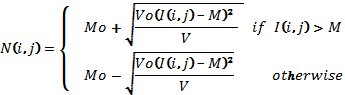 N(i,j) = { Mo + √(Vo(I(i,j) − M)² / V) if I(i,j) > M
Mo − √(Vo(I(i,j) − M)² / V) otherwise